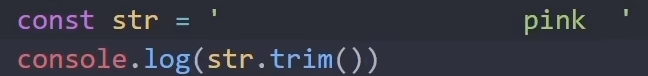 const str = '                   pink  '
console.log(str.trim())